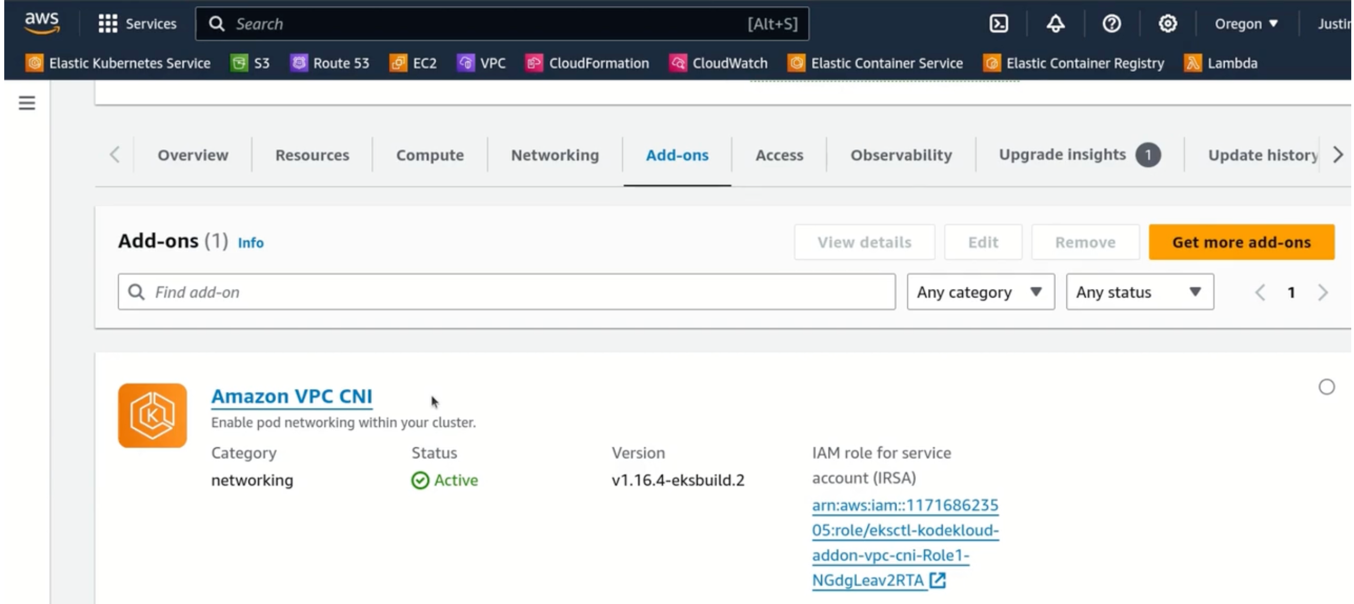 aws Services Search [Alt+S] Oregon
Elastic Kubernetes Service S3 Route 53 EC2 VPC CloudFormation CloudWatch Elastic Container Service Elastic Container Registry Lambda
Overview Resources Compute Networking Add-ons Access Observability Upgrade insights 1 Update history
Add-ons (1) Info View details Edit Remove Get more add-ons
Find add-on Any category Any status 1
Amazon VPC CNI
Enable pod networking within your cluster.
Category Status Version IAM role for service
account (IRSA)
networking Active v1.16.4-eksbuild.2
arn:aws:iam::1171686235
05:role/eksctl-kodekloud-
addon-vpc-cni-Role1-
NGdgLeav2RTA